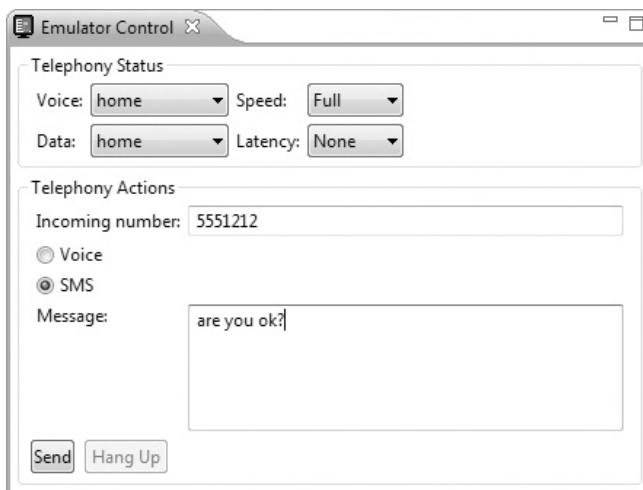 Emulator Control
Telephony Status
Voice: home Speed: Full
Data: home Latency: None
Telephony Actions
Incoming number: 5551212
Voice
SMS
Message: are you ok?
Send Hang Up